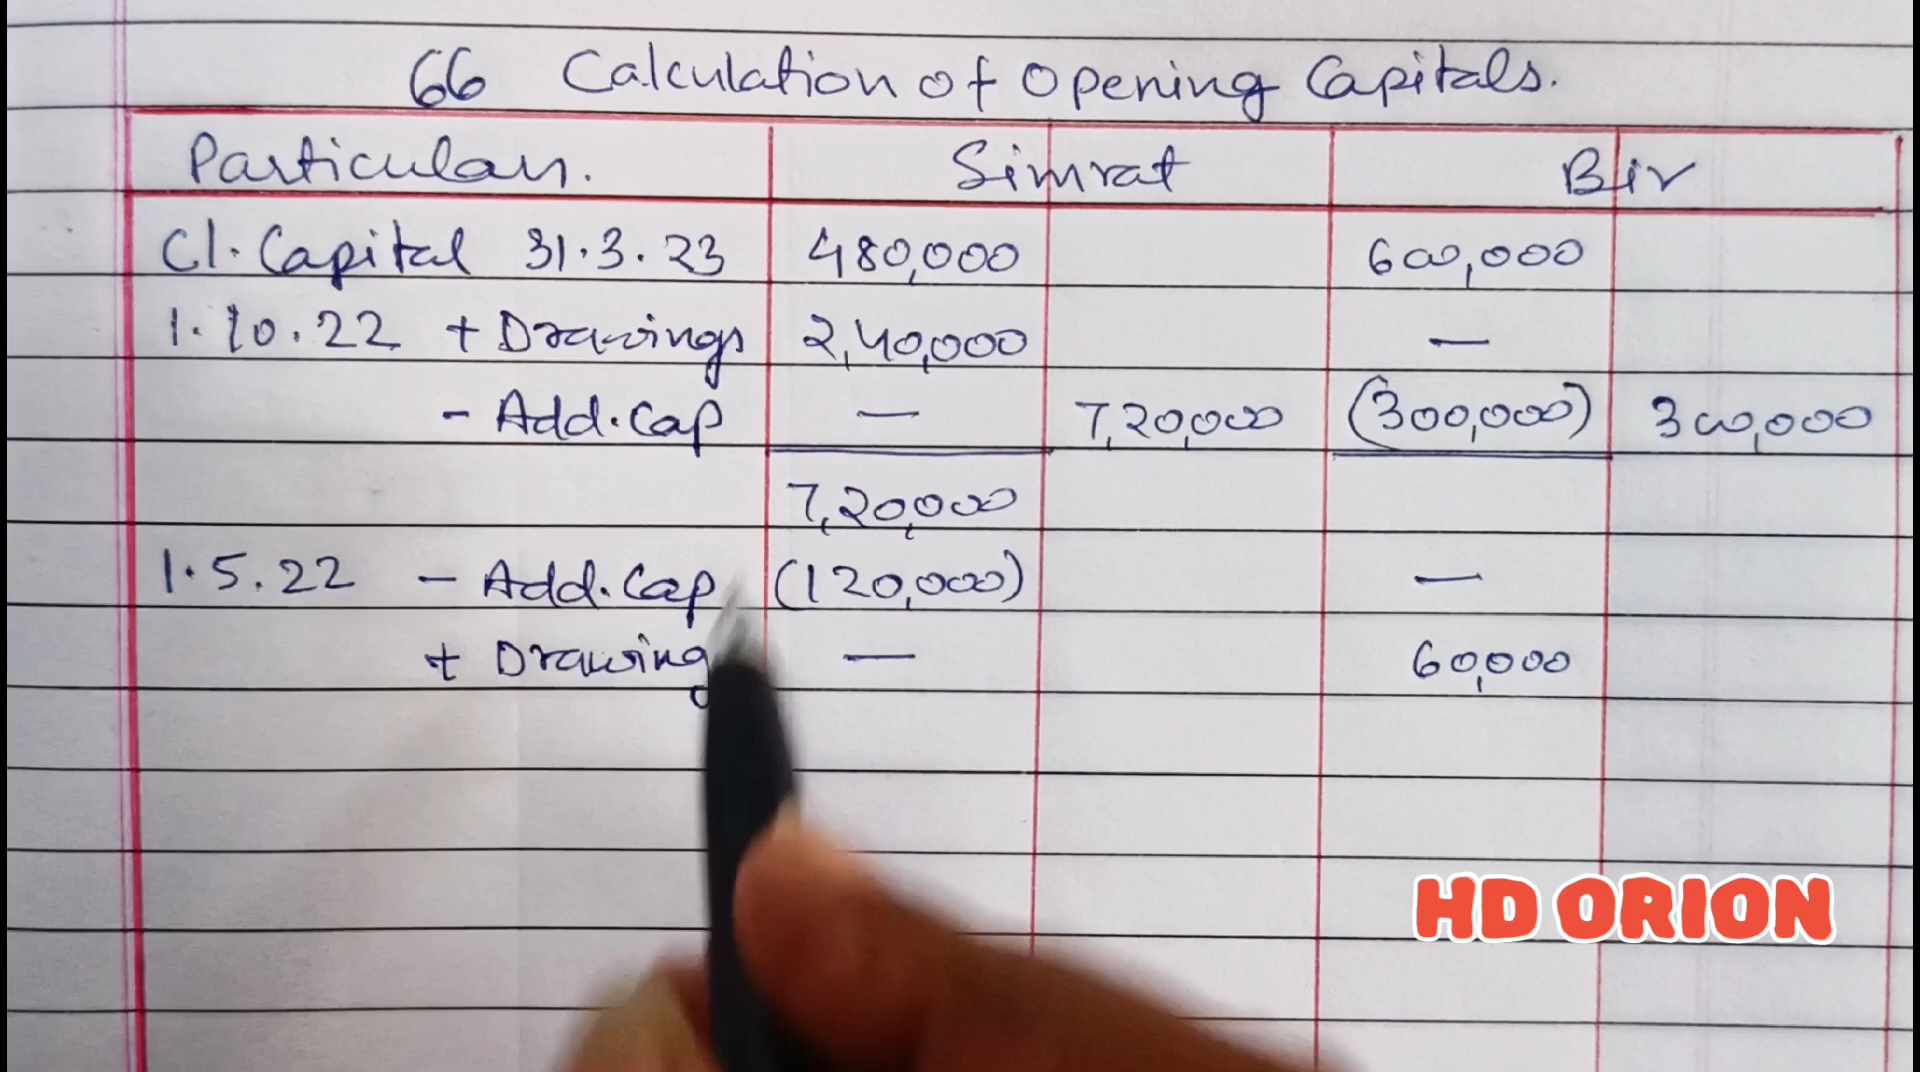 66 Calculation of Opening Capitals.
Particulars. Simrat Bir
Cl. Capital 31.3.23 480,000 600,000
1.10.22 + Drawings 2,40,000 —
- Add. Cap — 7,20,000 (300,000) 300,000
7,20,000
1.5.22 - Add. Cap (120,000) —
+ Drawing — 60,000
HD ORION